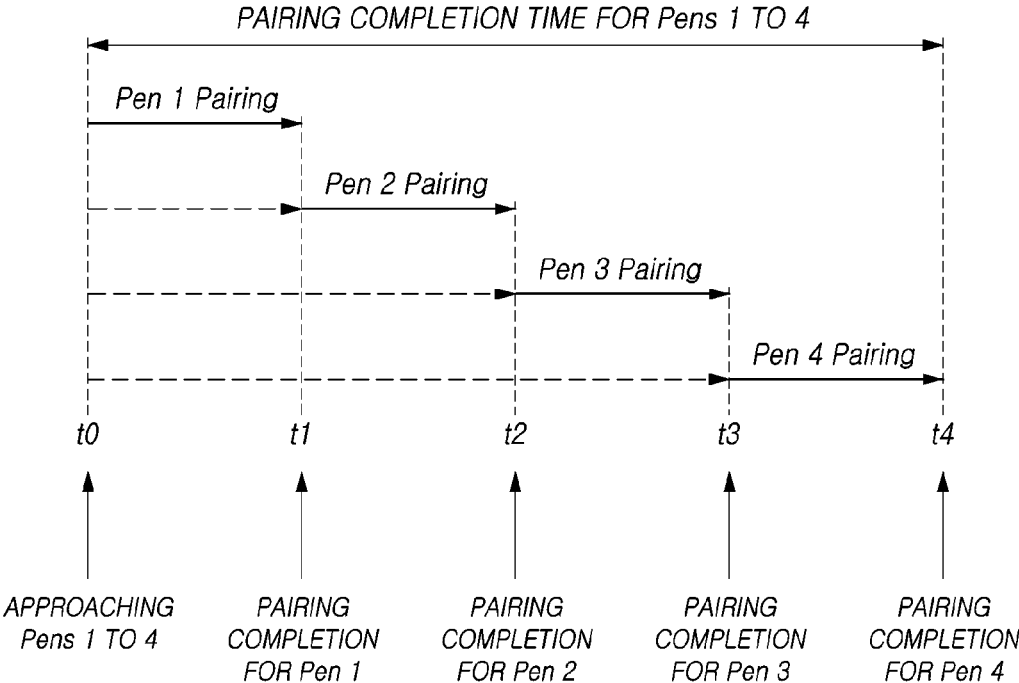 PAIRING COMPLETION TIME FOR Pens 1 TO 4
Pen 1 Pairing
Pen 2 Pairing
Pen 3 Pairing
Pen 4 Pairing
t0 t1 t2 t3 t4
APPROACHING
Pens 1 TO 4
PAIRING
COMPLETION
FOR Pen 1
PAIRING
COMPLETION
FOR Pen 2
PAIRING
COMPLETION
FOR Pen 3
PAIRING
COMPLETION
FOR Pen 4